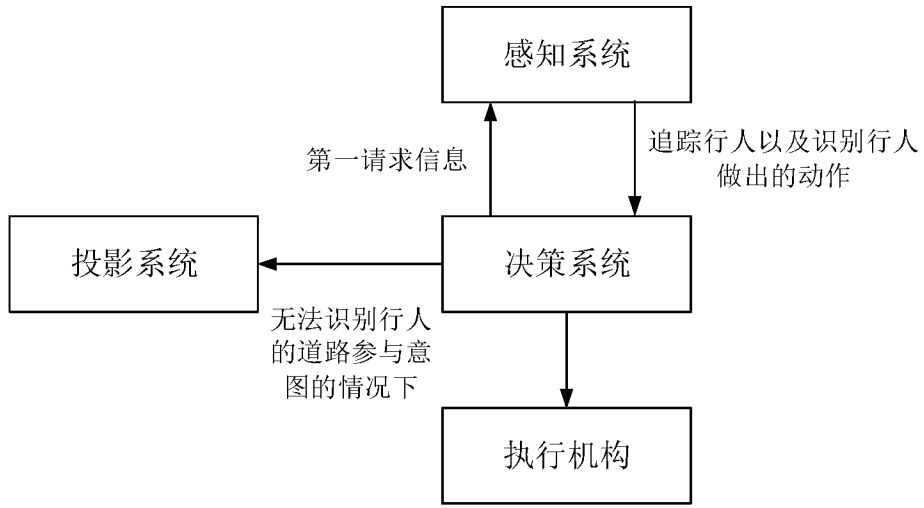 感知系统
第一请求信息
追踪行人以及识别行人
做出的动作
投影系统
决策系统
无法识别行人
的道路参与意
图的情况下
执行机构